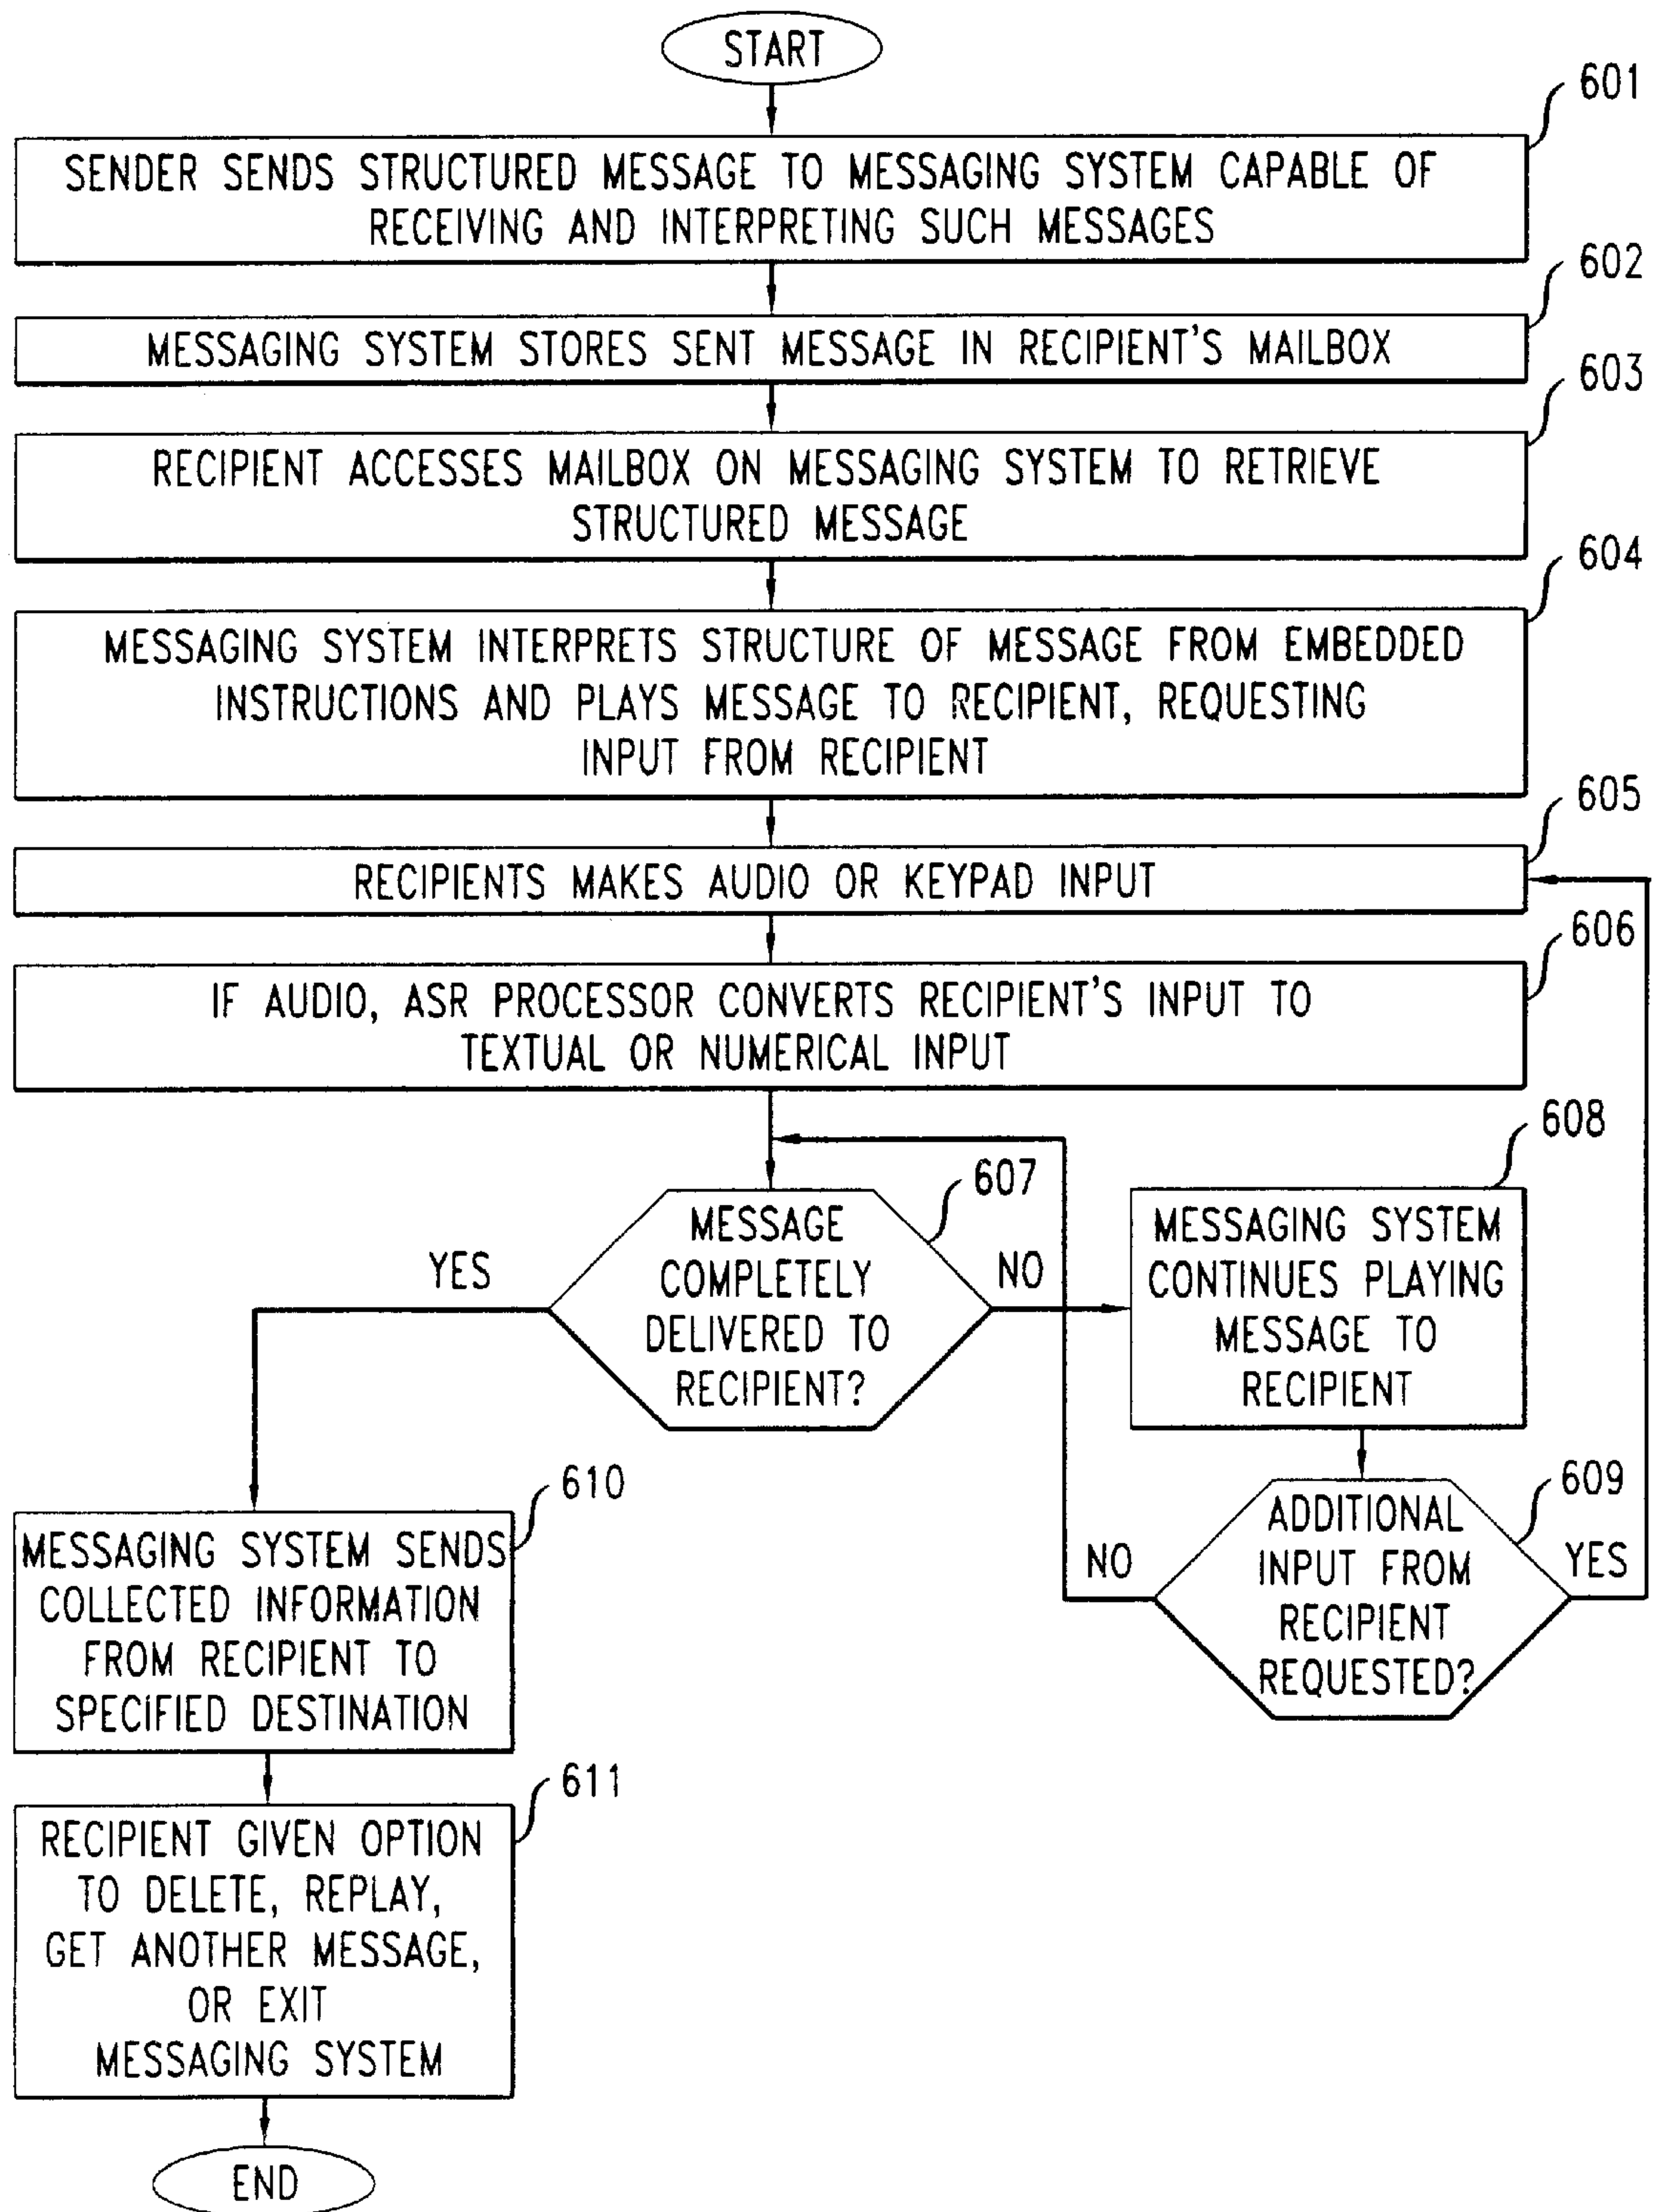 START
601
SENDER SENDS STRUCTURED MESSAGE TO MESSAGING SYSTEM CAPABLE OF
RECEIVING AND INTERPRETING SUCH MESSAGES
602
MESSAGING SYSTEM STORES SENT MESSAGE IN RECIPIENT'S MAILBOX
603
RECIPIENT ACCESSES MAILBOX ON MESSAGING SYSTEM TO RETRIEVE
STRUCTURED MESSAGE
604
MESSAGING SYSTEM INTERPRETS STRUCTURE OF MESSAGE FROM EMBEDDED
INSTRUCTIONS AND PLAYS MESSAGE TO RECIPIENT, REQUESTING
INPUT FROM RECIPIENT
605
RECIPIENTS MAKES AUDIO OR KEYPAD INPUT
606
IF AUDIO, ASR PROCESSOR CONVERTS RECIPIENT'S INPUT TO
TEXTUAL OR NUMERICAL INPUT
607
MESSAGE
COMPLETELY
DELIVERED TO
RECIPIENT?
YES
NO
608
MESSAGING SYSTEM
CONTINUES PLAYING
MESSAGE TO
RECIPIENT
609
ADDITIONAL
INPUT FROM
RECIPIENT
REQUESTED?
NO
YES
610
MESSAGING SYSTEM SENDS
COLLECTED INFORMATION
FROM RECIPIENT TO
SPECIFIED DESTINATION
611
RECIPIENT GIVEN OPTION
TO DELETE, REPLAY,
GET ANOTHER MESSAGE,
OR EXIT
MESSAGING SYSTEM
END